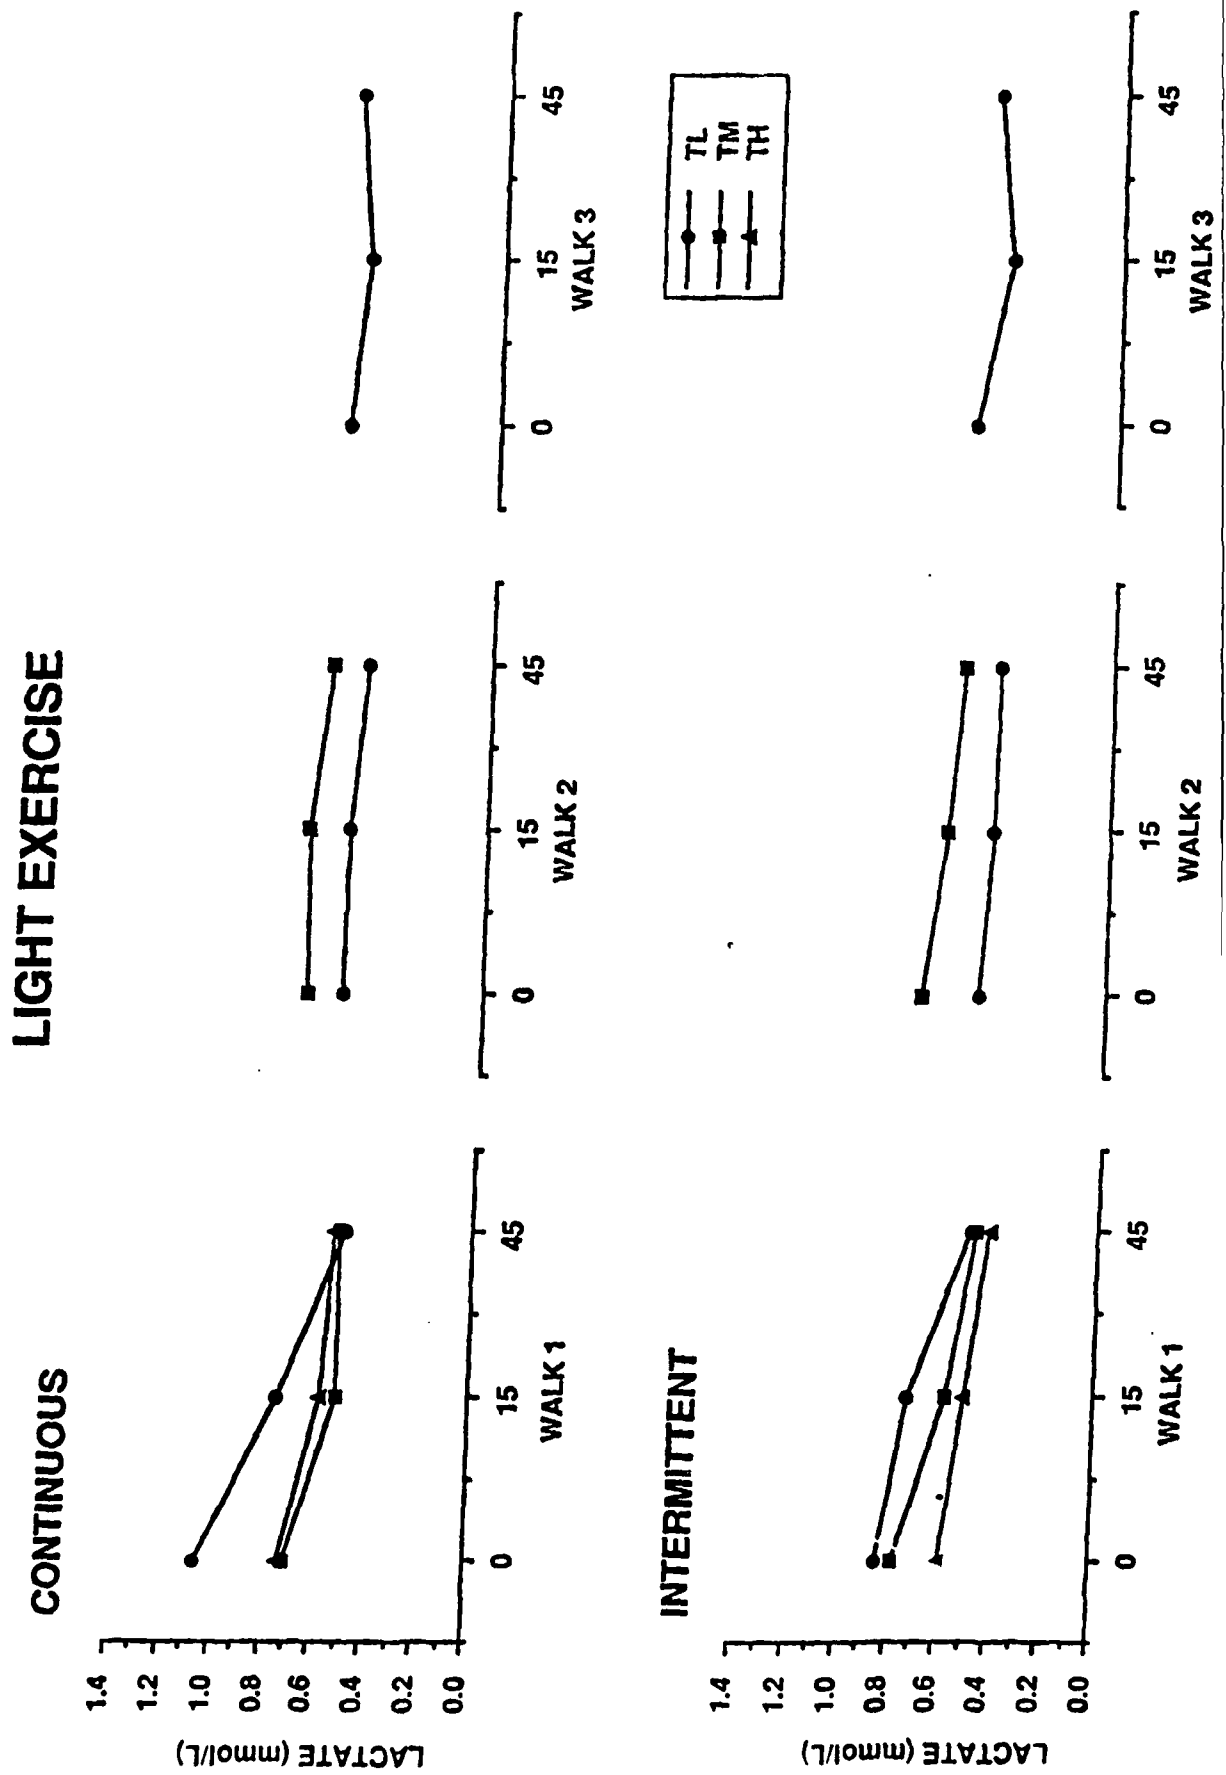 LIGHT EXERCISE
CONTINUOUS
LACTATE (mmol/L)
1.4
1.2
1.0
0.8
0.6
0.4
0.2
0.0
0 15 45
WALK 1
0 15 45
WALK 2
0 15 45
WALK 3
INTERMITTENT
TL
TM
TH
LACTATE (mmol/L)
1.4
1.2
1.0
0.8
0.6
0.4
0.2
0.0
0 15 45
WALK 1
0 15 45
WALK 2
0 15 45
WALK 3